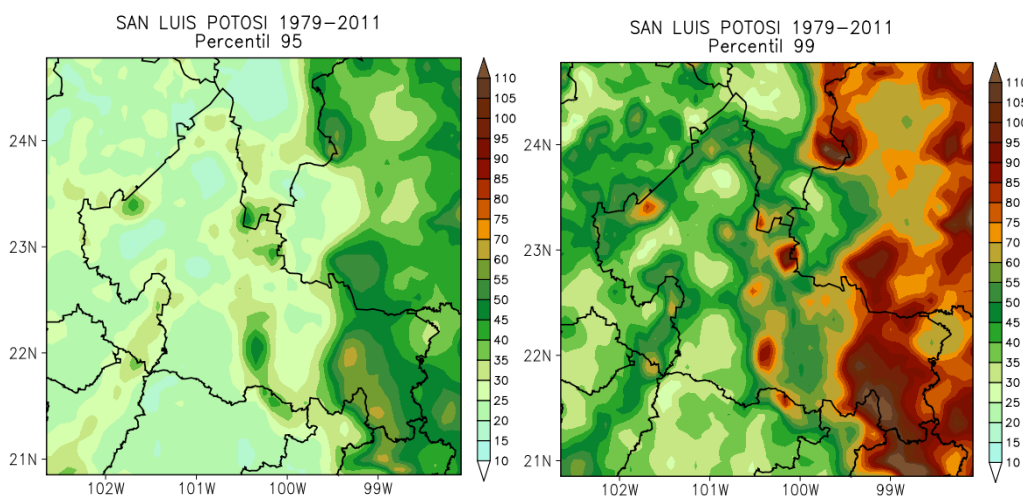 SAN LUIS POTOSI 1979-2011
Percentil 95
24N
23N
22N
21N
102W
101W
100W
99W
110
105
100
95
90
85
80
75
70
60
55
50
45
40
35
30
25
20
15
10
SAN LUIS POTOSI 1979-2011
Percentil 99
24N
23N
22N
21N
102W
101W
100W
99W
110
105
100
95
90
85
80
75
70
60
55
50
45
40
35
30
25
20
15
10